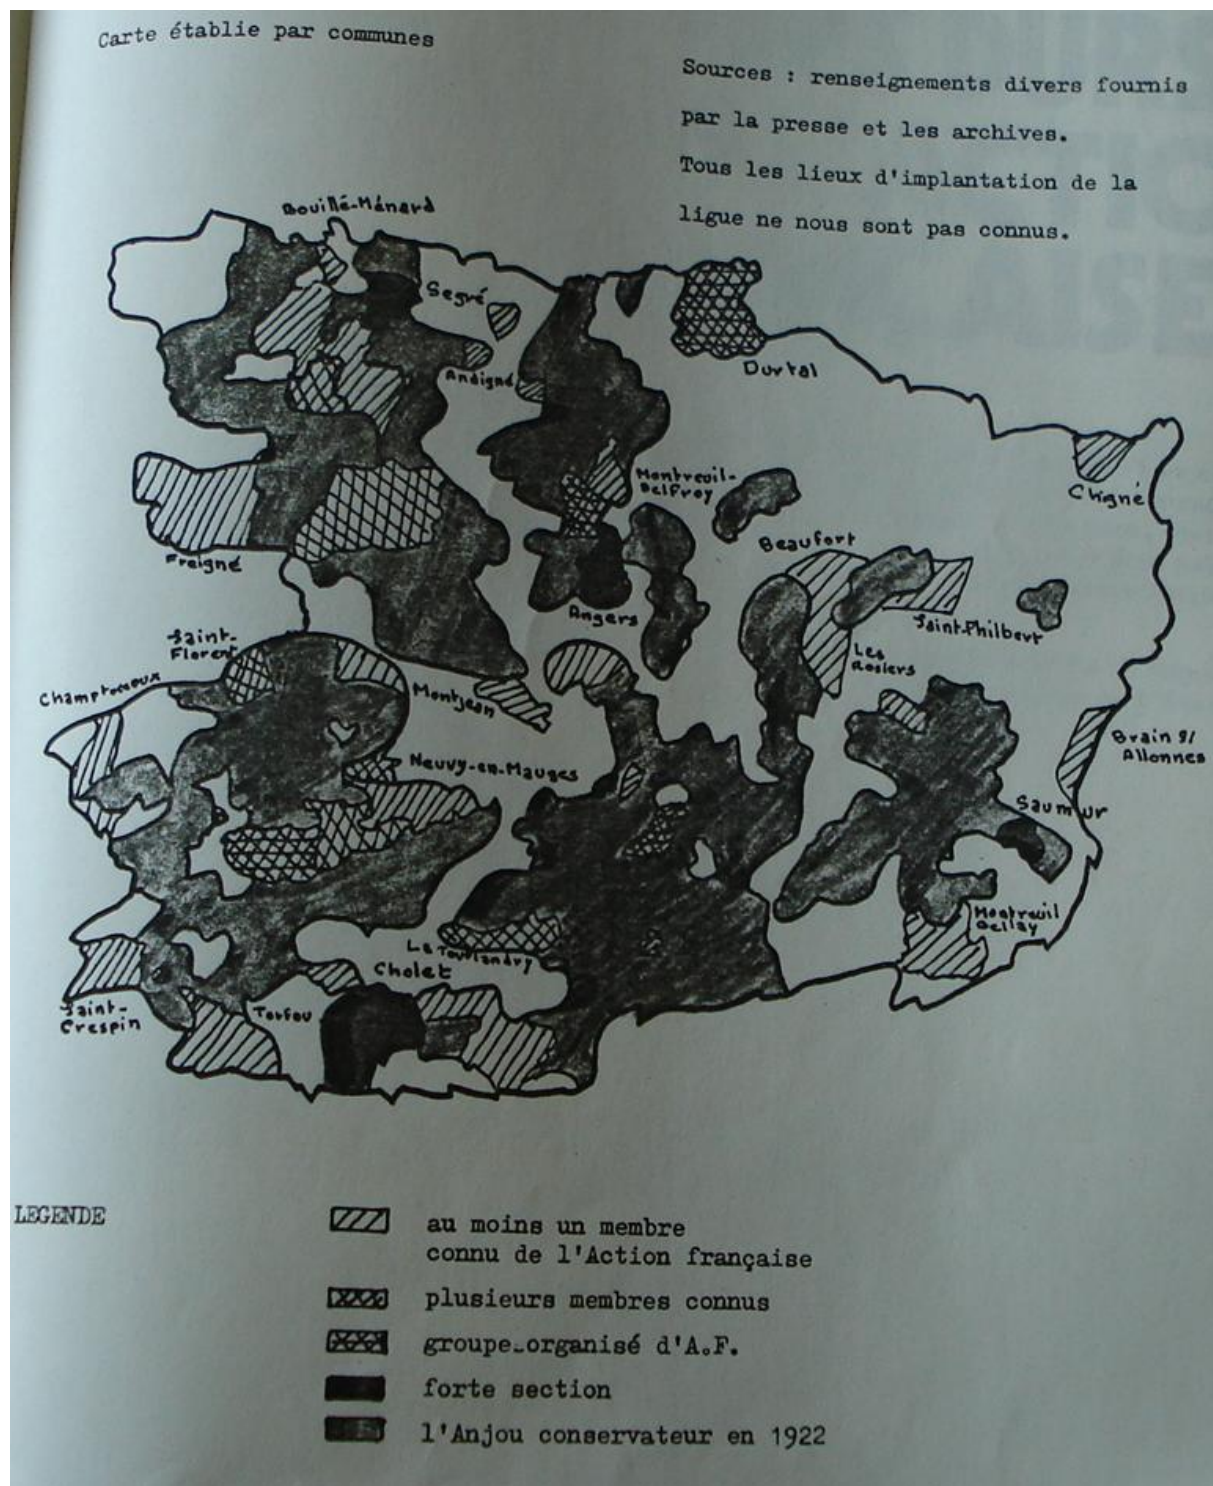 Carte établie par communes
Sources : renseignements divers fournis
par la presse et les archives.
Tous les lieux d'implantation de la
ligue ne nous sont pas connus.
Bouillé-Ménard
Segré
Andigné
Durtal
Chigné
Montreuil-
Belfroy
Beaufort
Freigné
Angers
Saint-Philbert
Saint-
Florent
Les
Rosiers
Champtoceaux
Montjean
Brain s/
Allonnes
Neuvy-en-Mauges
Saumur
Montreuil
Bellay
La Tourlandry
Cholet
Saint-
Crespin
Torfou
LEGENDE
au moins un membre
connu de l'Action française
plusieurs membres connus
groupe-organisé d'A.F.
forte section
l'Anjou conservateur en 1922